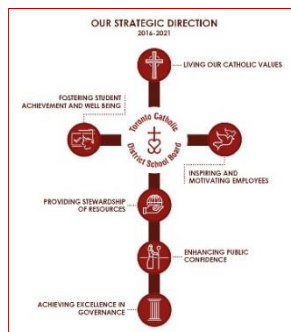 OUR STRATEGIC DIRECTION
2016-2021
LIVING OUR CATHOLIC VALUES
FOSTERING STUDENT
ACHIEVEMENT AND WELL BEING
Toronto Catholic
District School Board
INSPIRING AND
MOTIVATING EMPLOYEES
PROVIDING STEWARDSHIP
OF RESOURCES
ENHANCING PUBLIC
CONFIDENCE
ACHIEVING EXCELLENCE IN
GOVERNANCE